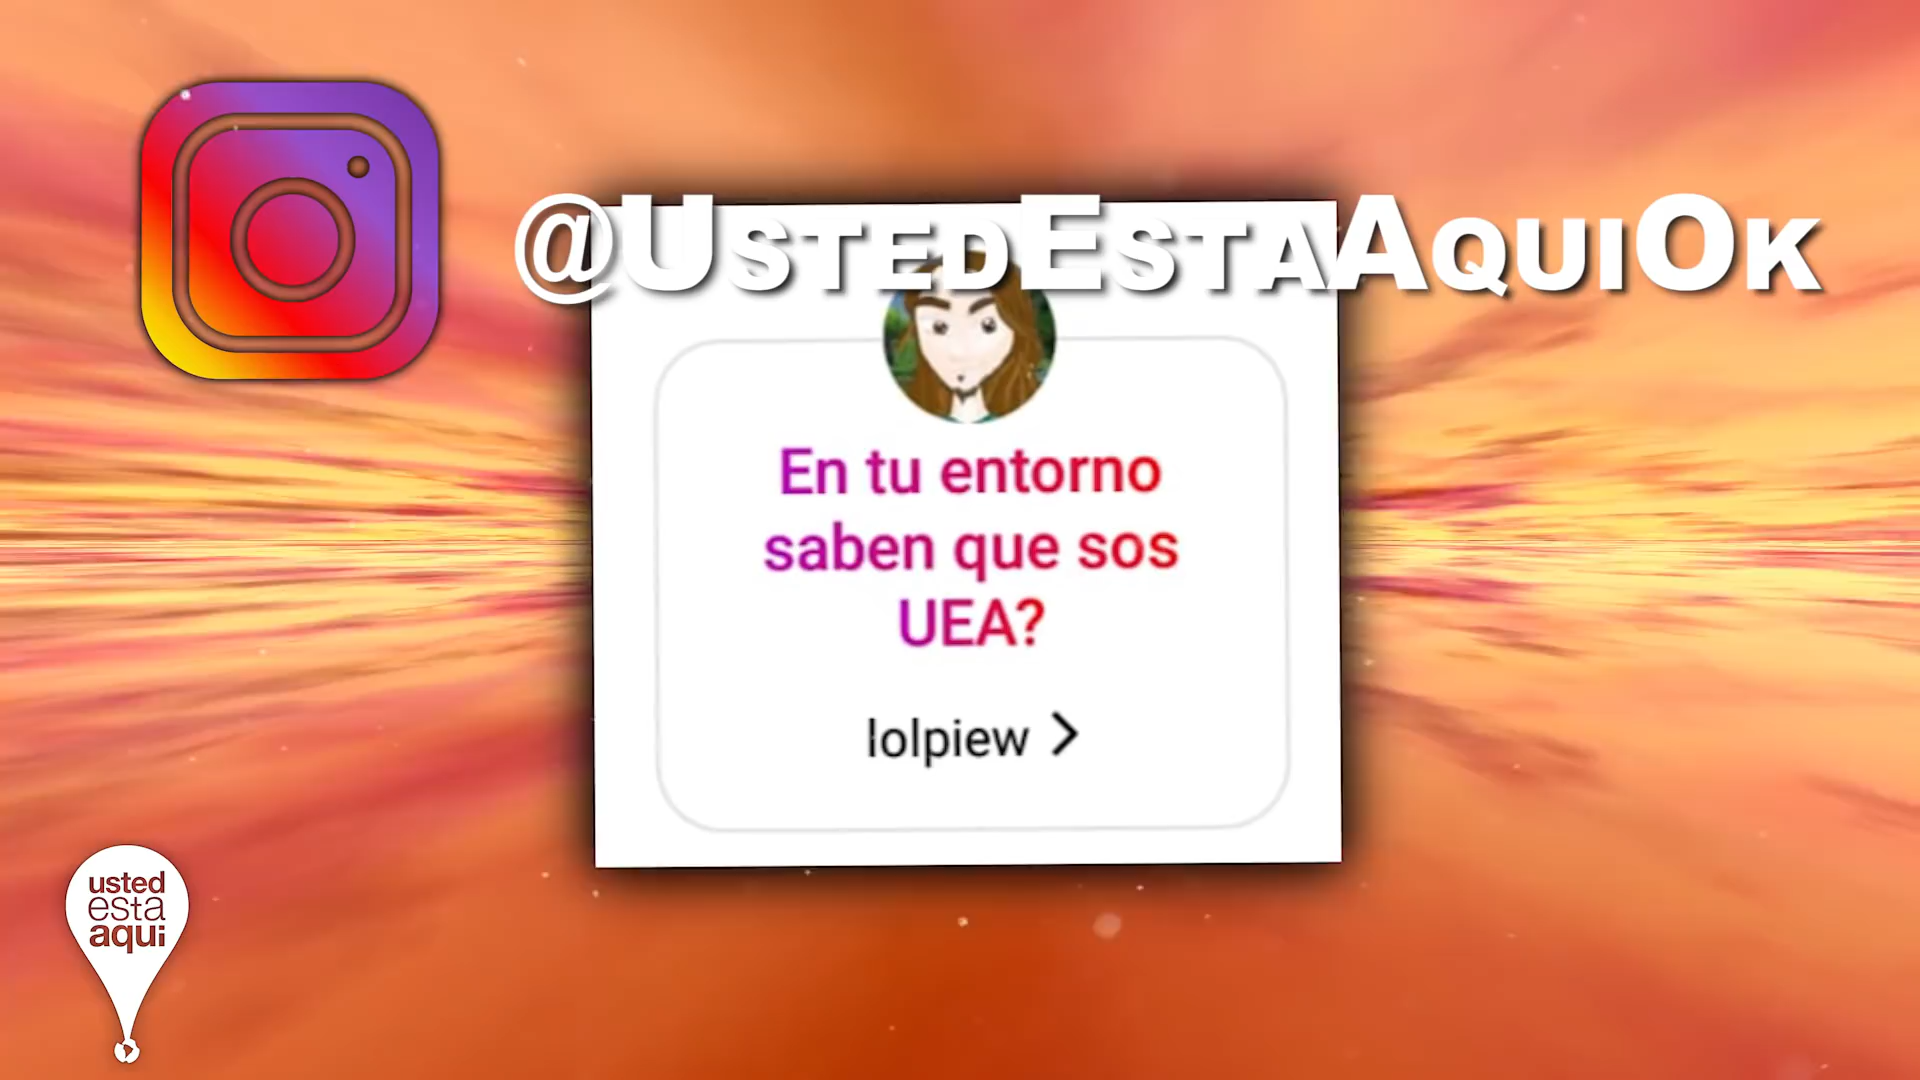 @UstedEstaAquiOk
En tu entorno
saben que sos
UEA?
lolpiew
usted
esta
aqui